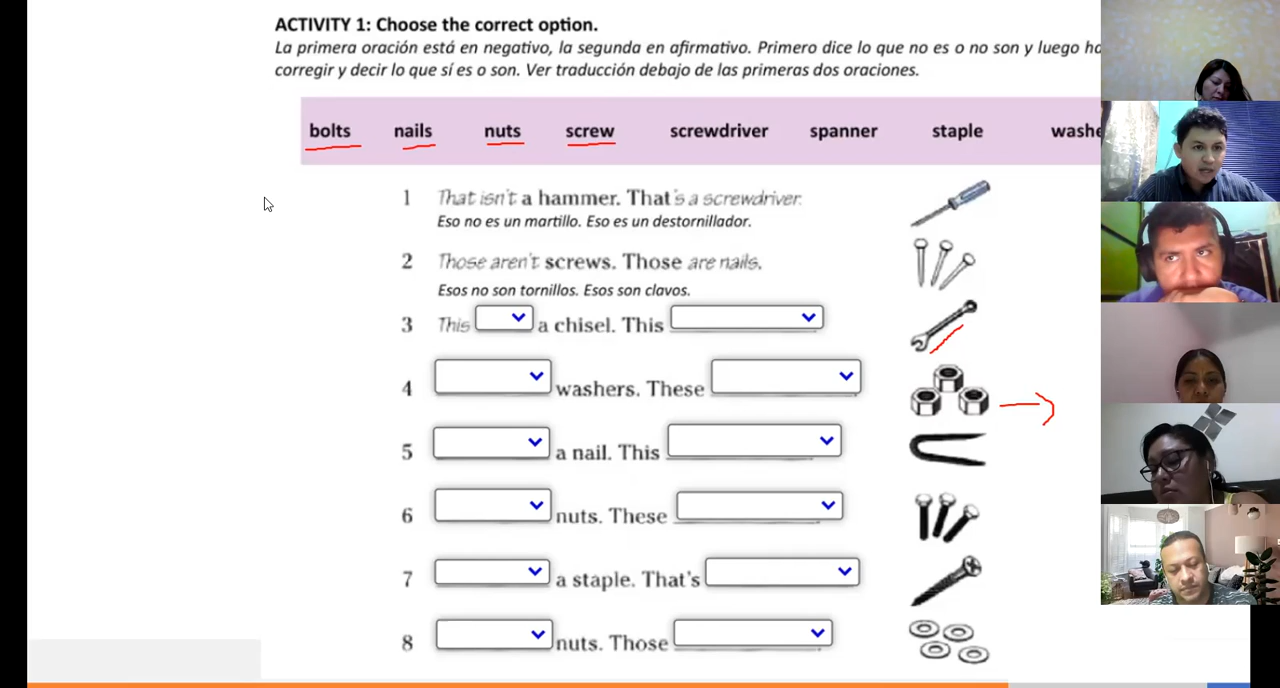 ACTIVITY 1: Choose the correct option.
La primera oración está en negativo, la segunda en afirmativo. Primero dice lo que no es o no son y luego
corregir y decir lo que sí es o son. Ver traducción debajo de las primeras dos oraciones.
bolts nails nuts screw screwdriver spanner staple
1 That isn't a hammer. That's a screwdriver.
Eso no es un martillo. Eso es un destornillador.
2 Those aren't screws. Those are nails.
Esos no son tornillos. Esos son clavos.
3 This a chisel. This
4 washers. These
5 a nail. This
6 nuts. These
7 a staple. That's
8 nuts. Those